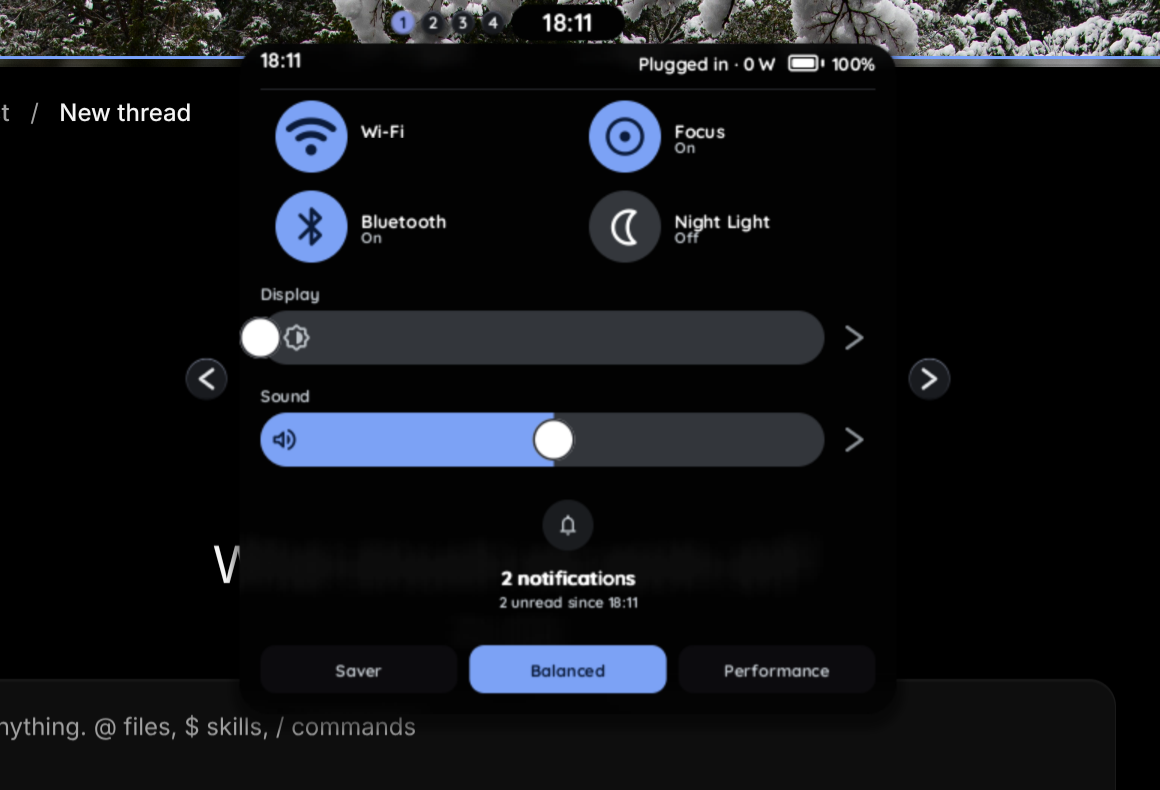 1 2 3 4 18:11
18:11 Plugged in · 0 W 100%
t / New thread
Wi-Fi
Focus
On
Bluetooth
On
Night Light
Off
Display
Sound
W
2 notifications
2 unread since 18:11
Saver Balanced Performance
nything. @ files, $ skills, / commands